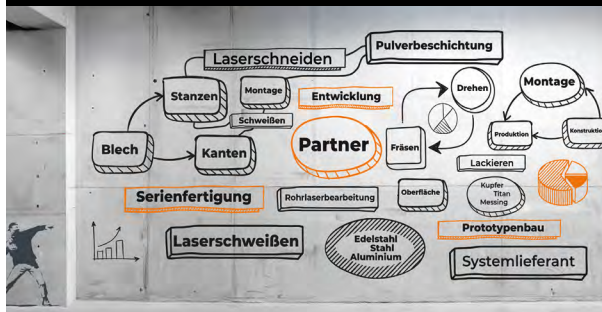 Pulverbeschichtung
Laserschneiden
Stanzen
Montage
Entwicklung
Drehen
Montage
Schweißen
Blech
Kanten
Partner
Fräsen
Produktion
Lackieren
Serienfertigung
Rohrlaserbearbeitung
Oberfläche
Kupfer
Titan
Messing
Laserschweißen
Edelstahl
Stahl
Aluminium
Prototypenbau
Systemlieferant